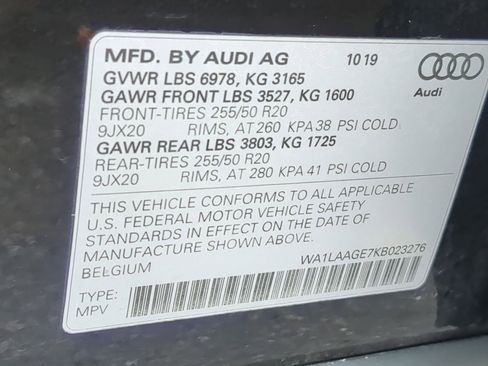 MFD. BY AUDI AG 10 19
GVWR LBS 6978, KG 3165
GAWR FRONT LBS 3527, KG 1600
FRONT-TIRES 255/50 R20
9JX20 RIMS, AT 260 KPA 38 PSI COLD
GAWR REAR LBS 3803, KG 1725
REAR-TIRES 255/50 R20
9JX20 RIMS, AT 280 KPA 41 PSI COLD
Audi
THIS VEHICLE CONFORMS TO ALL APPLICABLE
U.S. FEDERAL MOTOR VEHICLE SAFETY
STANDARDS IN EFFECT ON THE DATE OF
MANUFACTURE SHOWN ABOVE.
BELGIUM
WA1LAAGE7KB023276
TYPE:
MPV